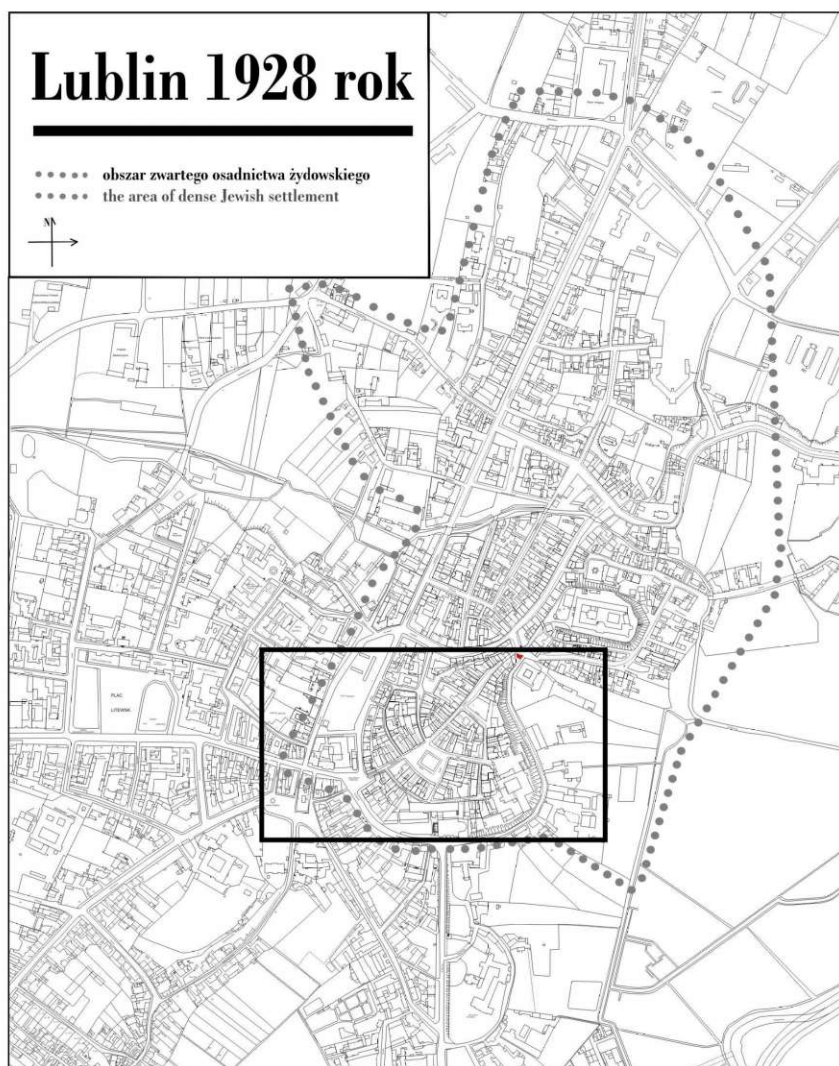 Lublin 1928 rok
obszar zwartego osadnictwa żydowskiego
the area of dense Jewish settlement
N
PLAC
LITEWSKI